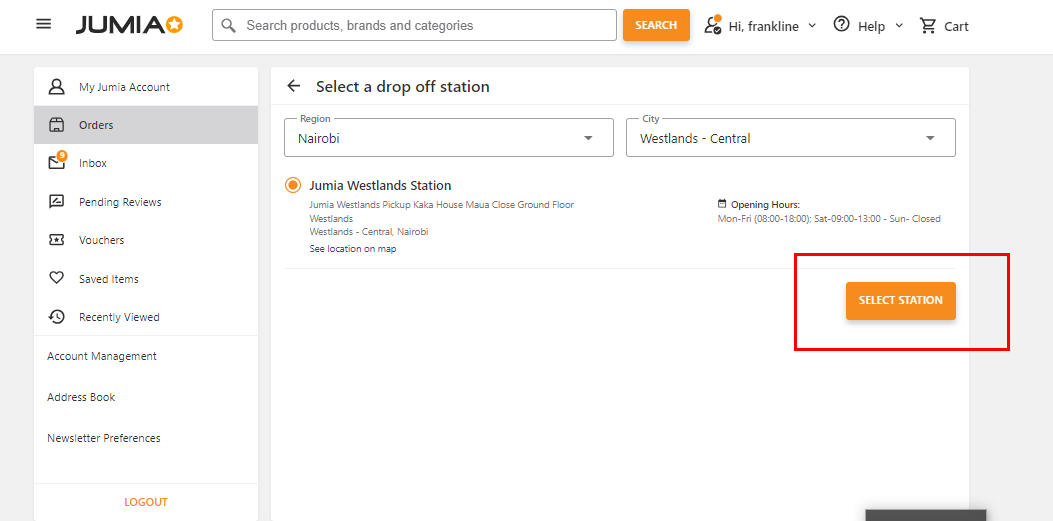 JUMIA
Search products, brands and categories
SEARCH
Hi, frankline
Help
Cart
My Jumia Account
Orders
9
Inbox
Pending Reviews
Vouchers
Saved Items
Recently Viewed
Account Management
Address Book
Newsletter Preferences
LOGOUT
Select a drop off station
Region
Nairobi
City
Westlands - Central
Jumia Westlands Station
Jumia Westlands Pickup Kaka House Maua Close Ground Floor
Westlands
Westlands - Central, Nairobi
See location on map
Opening Hours:
Mon-Fri (08:00-18:00); Sat-09:00-13:00 - Sun- Closed
SELECT STATION